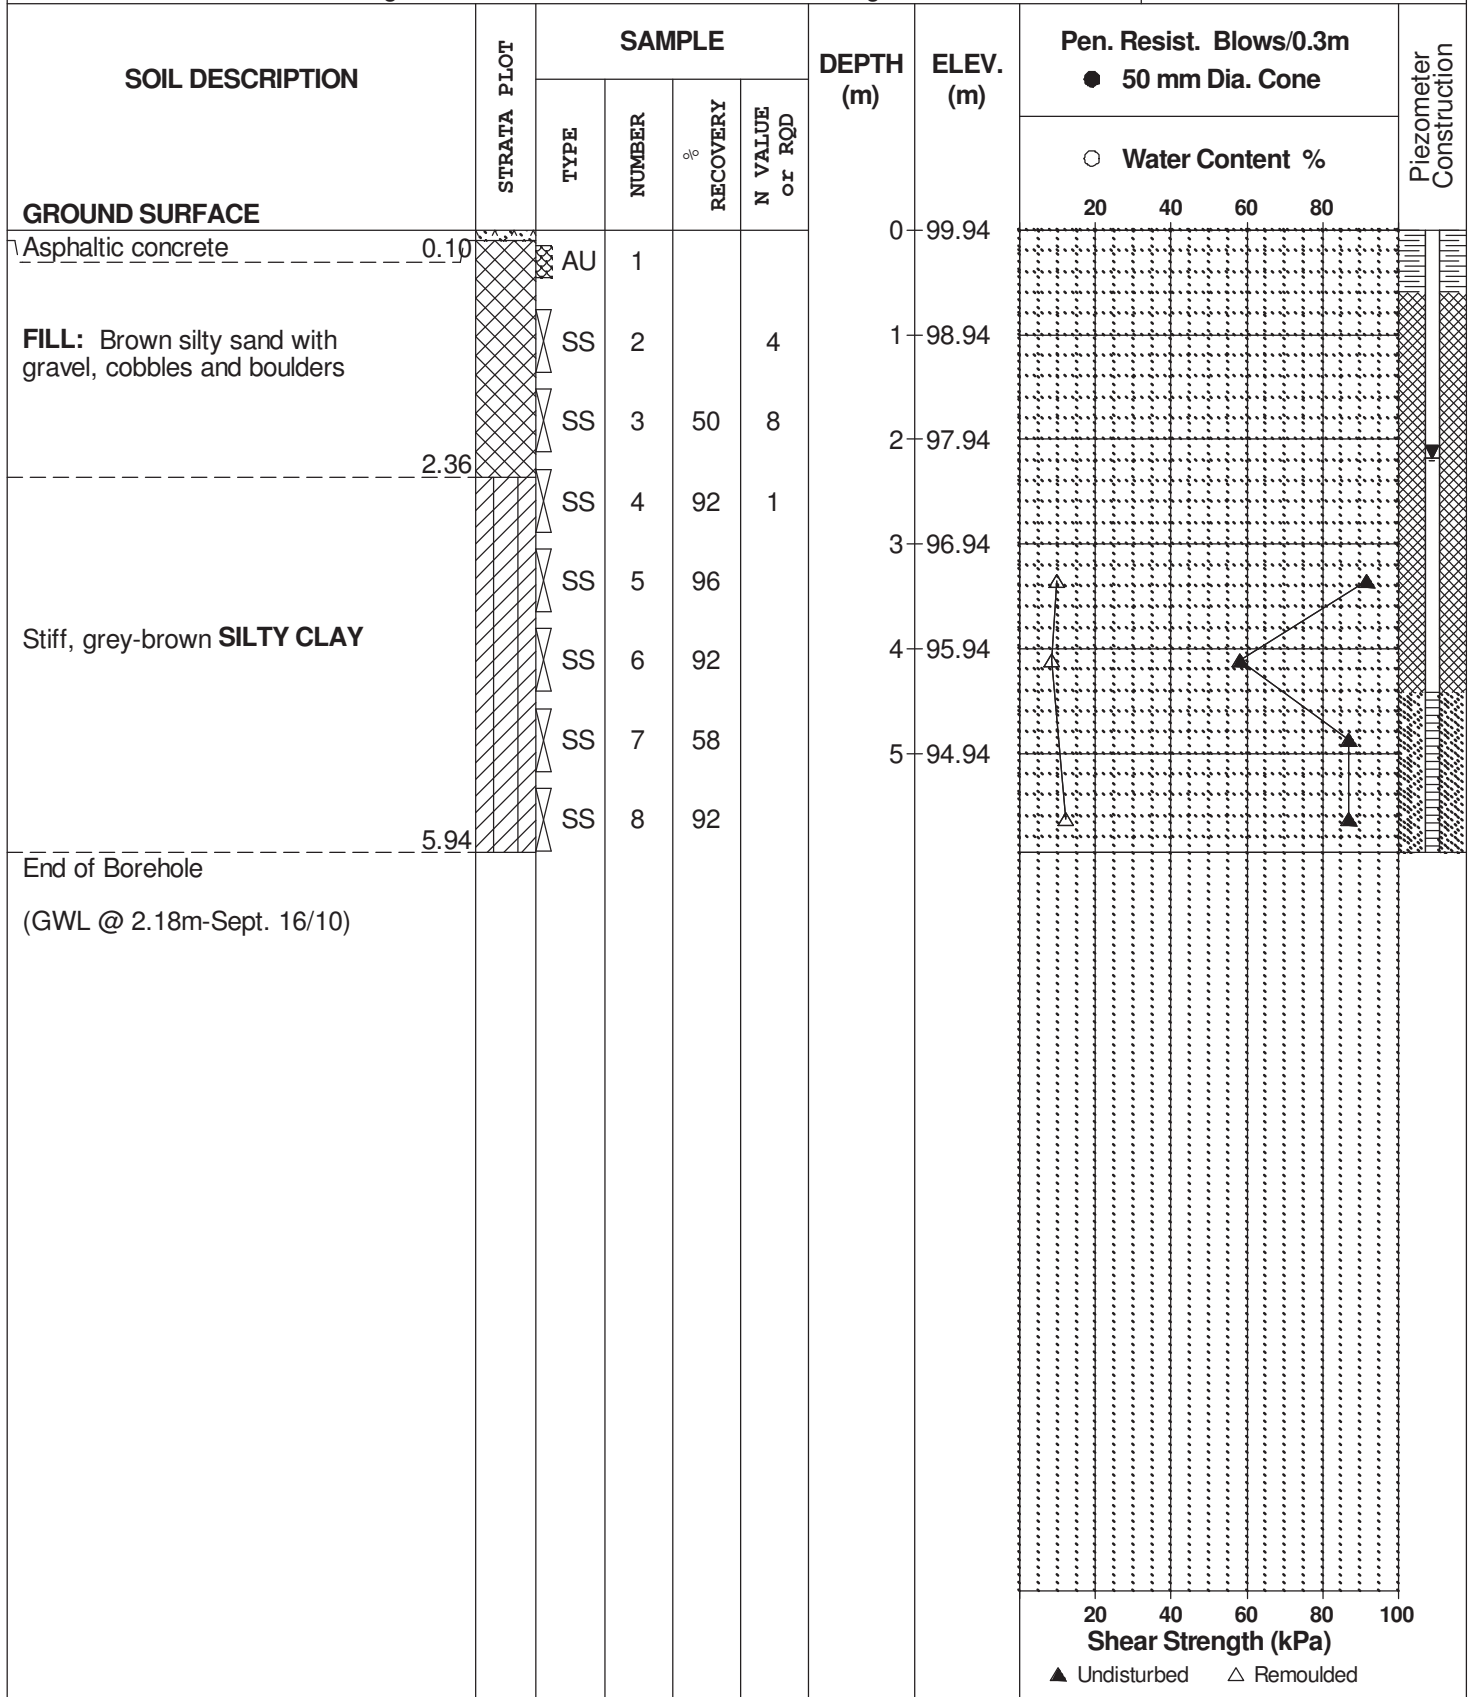 SOIL DESCRIPTION
GROUND SURFACE
STRATA PLOT
SAMPLE
TYPE
NUMBER
% RECOVERY
N VALUE or RQD
DEPTH (m)
ELEV. (m)
Pen. Resist. Blows/0.3m
● 50 mm Dia. Cone
○ Water Content %
20 40 60 80
Piezometer Construction
0 99.94
Asphaltic concrete 0.10
AU 1
FILL: Brown silty sand with
gravel, cobbles and boulders
SS 2 4
1 98.94
SS 3 50 8
2 97.94
2.36
SS 4 92 1
3 96.94
SS 5 96
Stiff, grey-brown SILTY CLAY
SS 6 92
4 95.94
SS 7 58
5 94.94
SS 8 92
5.94
End of Borehole
(GWL @ 2.18m-Sept. 16/10)
20 40 60 80 100
Shear Strength (kPa)
▲ Undisturbed △ Remoulded